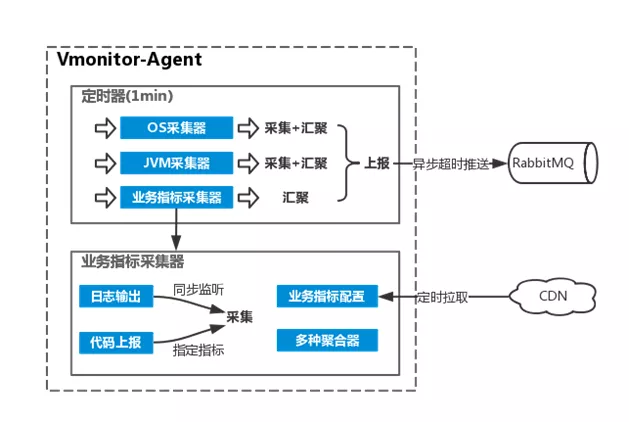 Vmonitor-Agent
定时器(1min)
OS采集器
采集+汇聚
JVM采集器
采集+汇聚
业务指标采集器
汇聚
上报
异步超时推送
RabbitMQ
业务指标采集器
日志输出
同步监听
采集
代码上报
指定指标
业务指标配置
定时拉取
CDN
多种聚合器